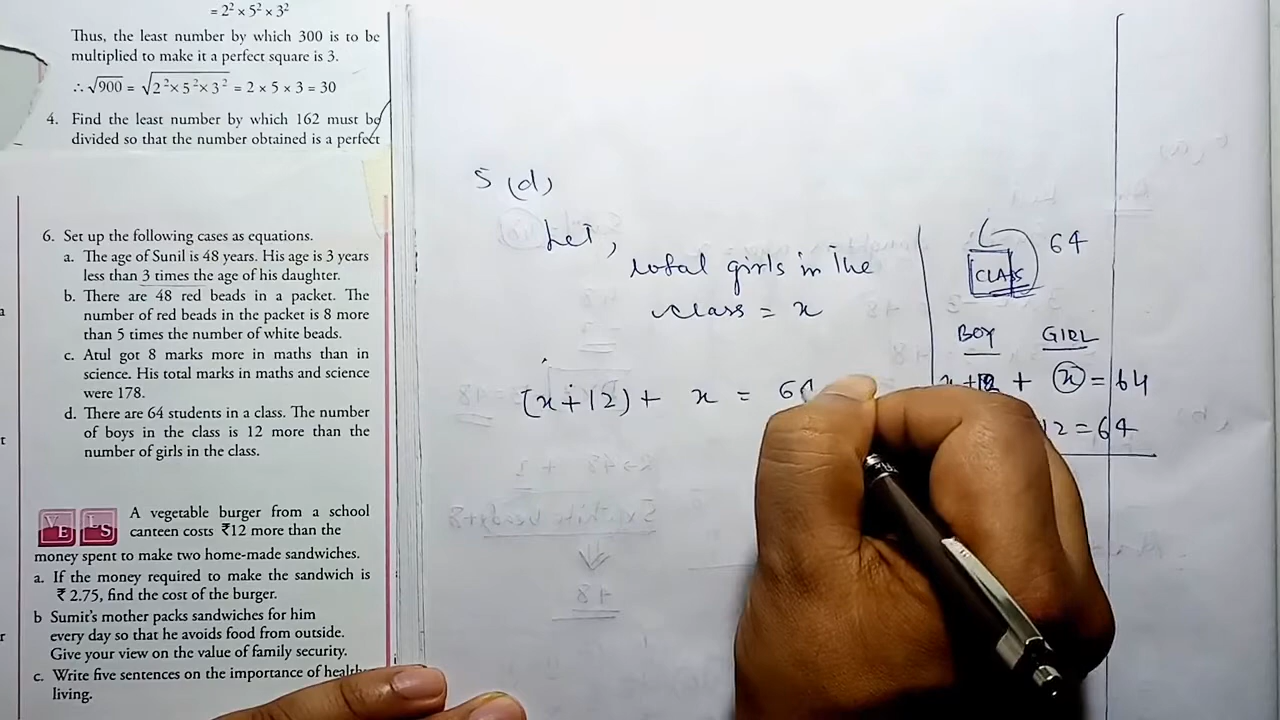 = 2² × 5² × 3²
Thus, the least number by which 300 is to be
multiplied to make it a perfect square is 3.
∴ √900 = √2² × 5² × 3² = 2 × 5 × 3 = 30
4. Find the least number by which 162 must be
divided so that the number obtained is a perfect
6. Set up the following cases as equations.
a. The age of Sunil is 48 years. His age is 3 years
less than 3 times the age of his daughter.
b. There are 48 red beads in a packet. The
number of red beads in the packet is 8 more
than 5 times the number of white beads.
c. Atul got 8 marks more in maths than in
science. His total marks in maths and science
were 178.
d. There are 64 students in a class. The number
of boys in the class is 12 more than the
number of girls in the class.
VE LS
A vegetable burger from a school
canteen costs ₹12 more than the
money spent to make two home-made sandwiches.
a. If the money required to make the sandwich is
₹ 2.75, find the cost of the burger.
b Sumit's mother packs sandwiches for him
every day so that he avoids food from outside.
Give your view on the value of family security.
c. Write five sentences on the importance of healthy
living.
5 (d)
Let,
total girls in the
class = x
(x+12) + x = 64
64
CLASS
BOY GIRL
x+12 + x = 64
12 = 64